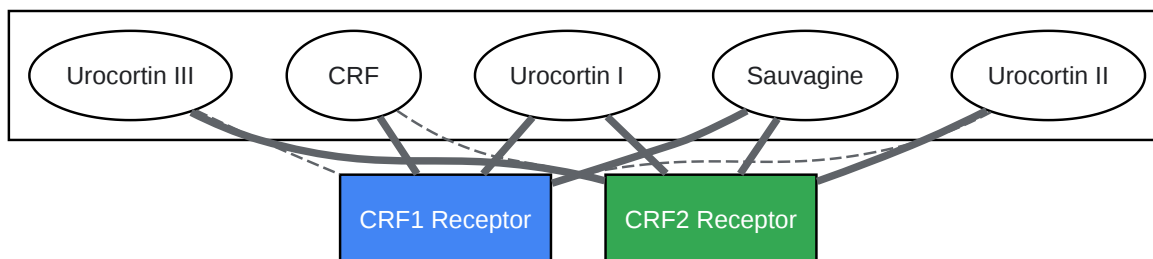 Urocortin III
CRF
Urocortin I
Sauvagine
Urocortin II
CRF1 Receptor
CRF2 Receptor